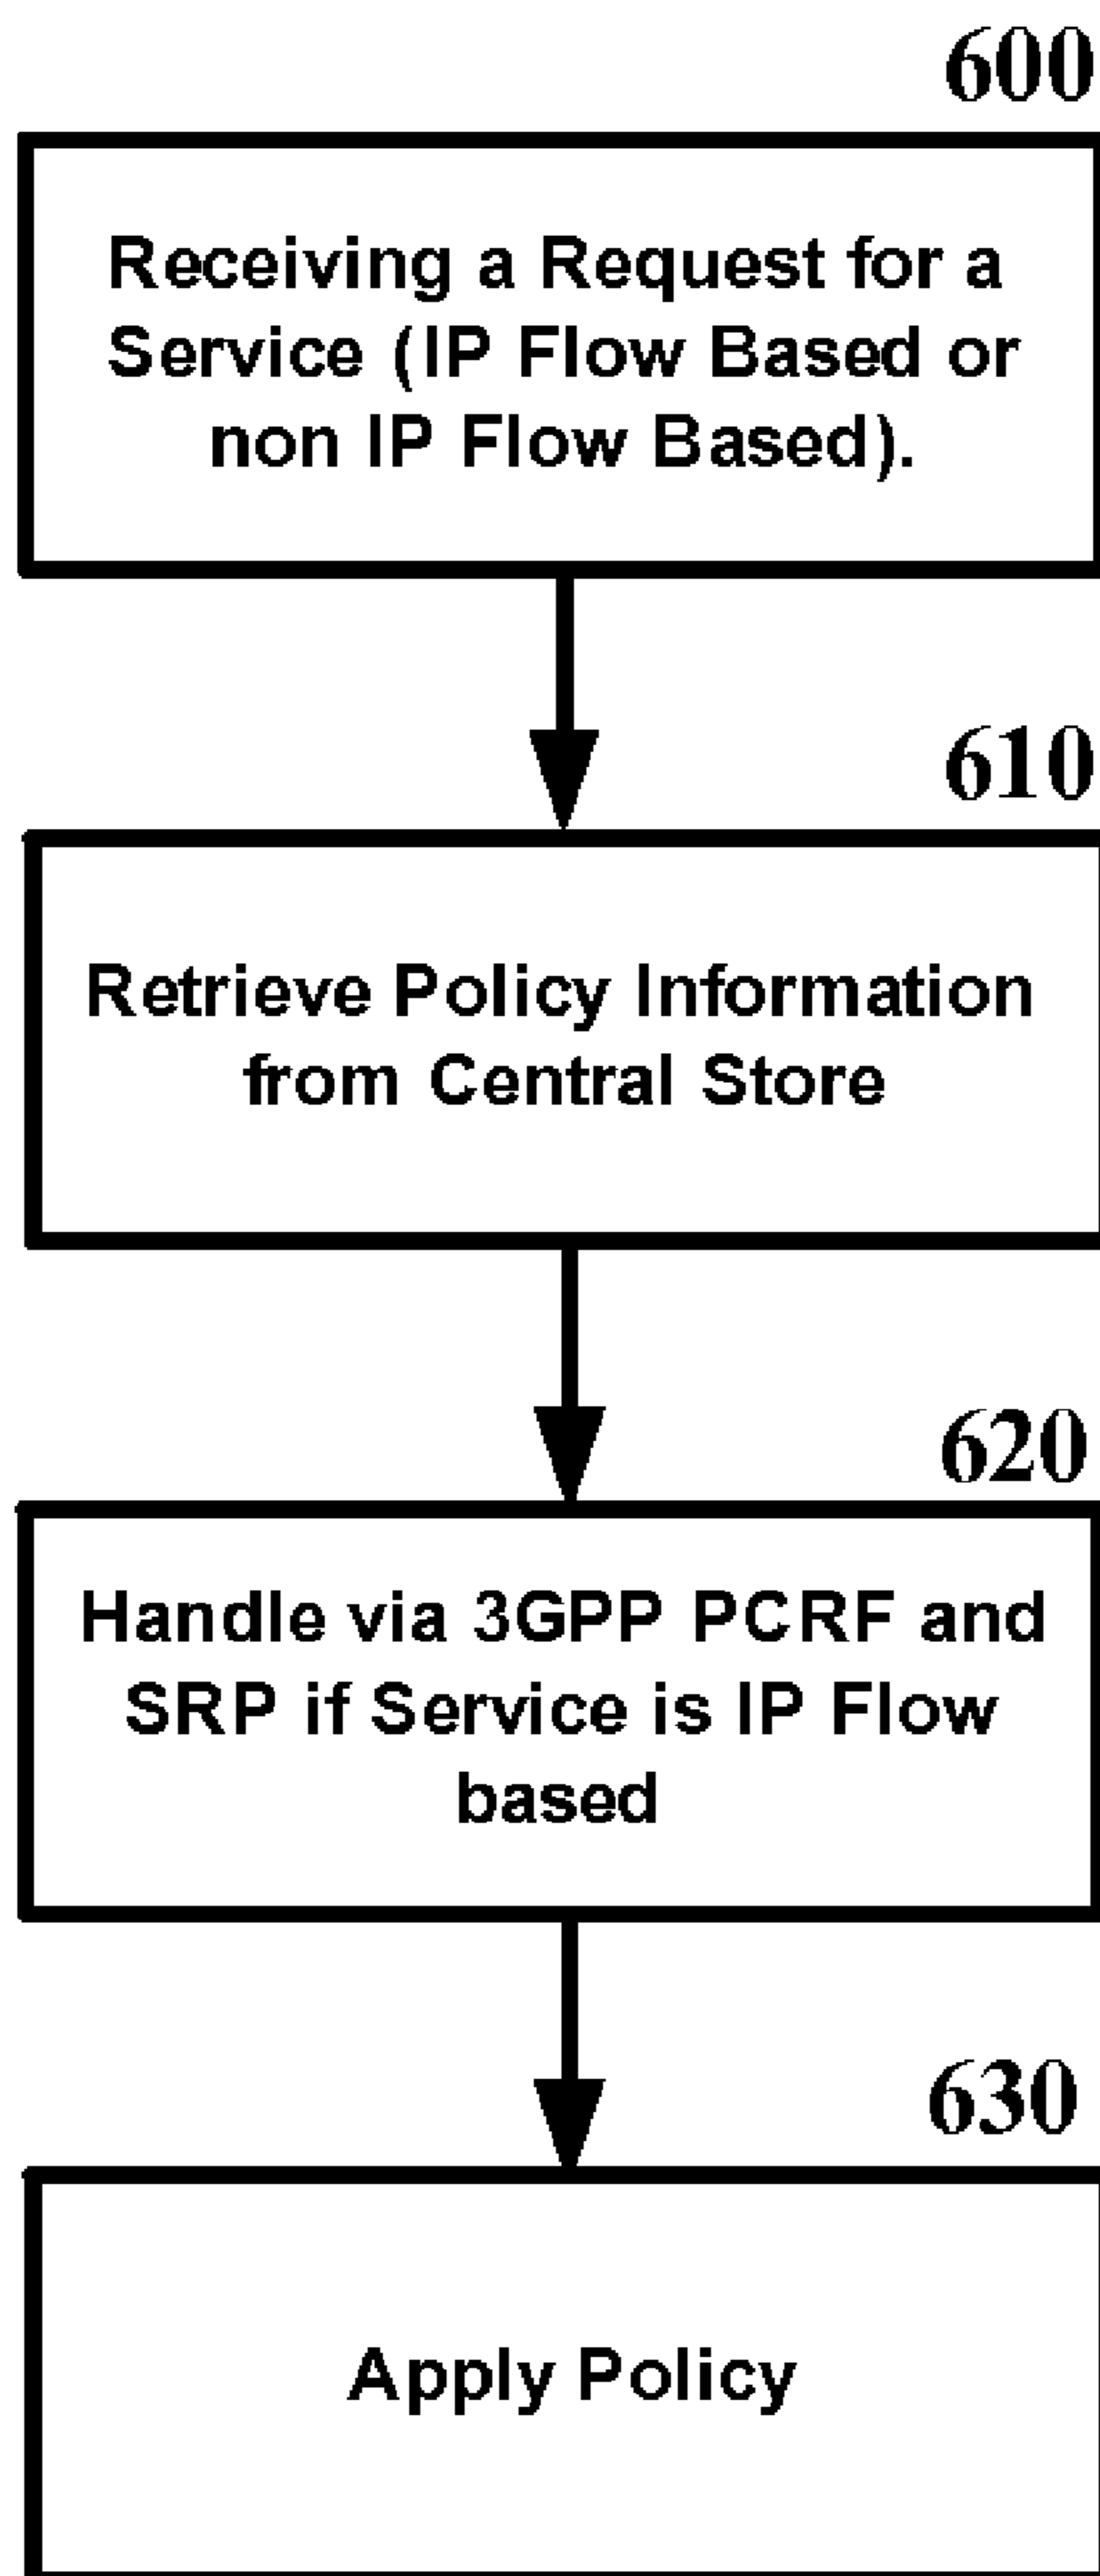 600
Receiving a Request for a
Service (IP Flow Based or
non IP Flow Based).
610
Retrieve Policy Information
from Central Store
620
Handle via 3GPP PCRF and
SRP if Service is IP Flow
based
630
Apply Policy